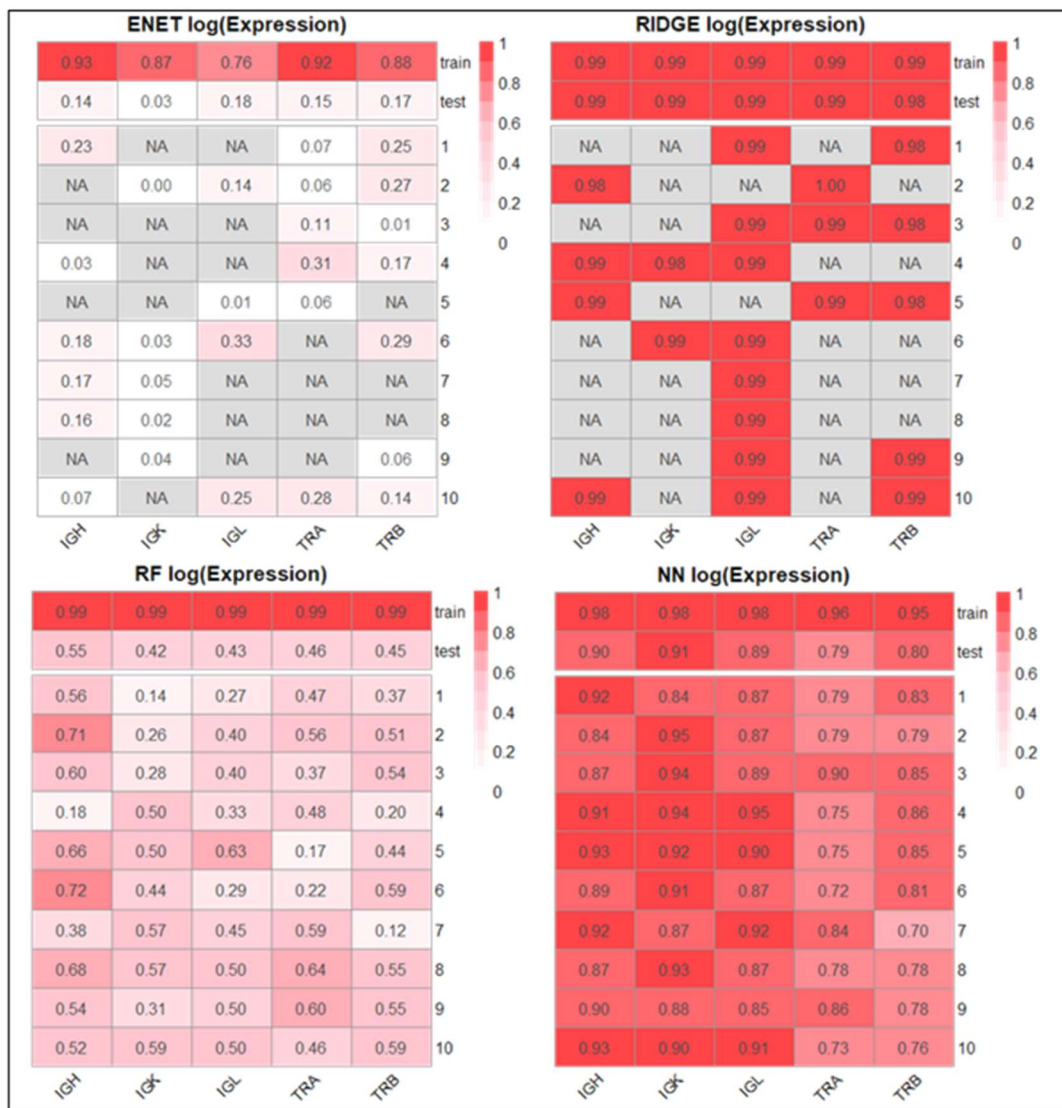 ENET log(Expression)
0.93 0.87 0.76 0.92 0.88 train
0.14 0.03 0.18 0.15 0.17 test
0.23 NA NA 0.07 0.25 1
NA 0.00 0.14 0.06 0.27 2
NA NA NA 0.11 0.01 3
0.03 NA NA 0.31 0.17 4
NA NA 0.01 0.06 NA 5
0.18 0.03 0.33 NA 0.29 6
0.17 0.05 NA NA NA 7
0.16 0.02 NA NA NA 8
NA 0.04 NA NA 0.06 9
0.07 NA 0.25 0.28 0.14 10
IGH IGK IGL TRA TRB
1
0.8
0.6
0.4
0.2
0
RIDGE log(Expression)
0.99 0.99 0.99 0.99 0.99 train
0.99 0.99 0.99 0.99 0.98 test
NA NA 0.99 NA 0.98 1
0.98 NA NA 1.00 NA 2
NA NA 0.99 0.99 0.98 3
0.99 0.98 0.99 NA NA 4
0.99 NA NA 0.99 0.98 5
NA 0.99 0.99 NA NA 6
NA NA 0.99 NA NA 7
NA NA 0.99 NA NA 8
NA NA 0.99 NA 0.99 9
0.99 NA 0.99 NA 0.99 10
IGH IGK IGL TRA TRB
1
0.8
0.6
0.4
0.2
0
RF log(Expression)
0.99 0.99 0.99 0.99 0.99 train
0.55 0.42 0.43 0.46 0.45 test
0.56 0.14 0.27 0.47 0.37 1
0.71 0.26 0.40 0.56 0.51 2
0.60 0.28 0.40 0.37 0.54 3
0.18 0.50 0.33 0.48 0.20 4
0.66 0.50 0.63 0.17 0.44 5
0.72 0.44 0.29 0.22 0.59 6
0.38 0.57 0.45 0.59 0.12 7
0.68 0.57 0.50 0.64 0.55 8
0.54 0.31 0.50 0.60 0.55 9
0.52 0.59 0.50 0.46 0.59 10
IGH IGK IGL TRA TRB
1
0.8
0.6
0.4
0.2
0
NN log(Expression)
0.98 0.98 0.98 0.96 0.95 train
0.90 0.91 0.89 0.79 0.80 test
0.92 0.84 0.87 0.79 0.83 1
0.84 0.95 0.87 0.79 0.79 2
0.87 0.94 0.89 0.90 0.85 3
0.91 0.94 0.95 0.75 0.86 4
0.93 0.92 0.90 0.75 0.85 5
0.89 0.91 0.87 0.72 0.81 6
0.92 0.87 0.92 0.84 0.70 7
0.87 0.93 0.87 0.78 0.78 8
0.90 0.88 0.85 0.86 0.78 9
0.93 0.90 0.91 0.73 0.76 10
IGH IGK IGL TRA TRB
1
0.8
0.6
0.4
0.2
0